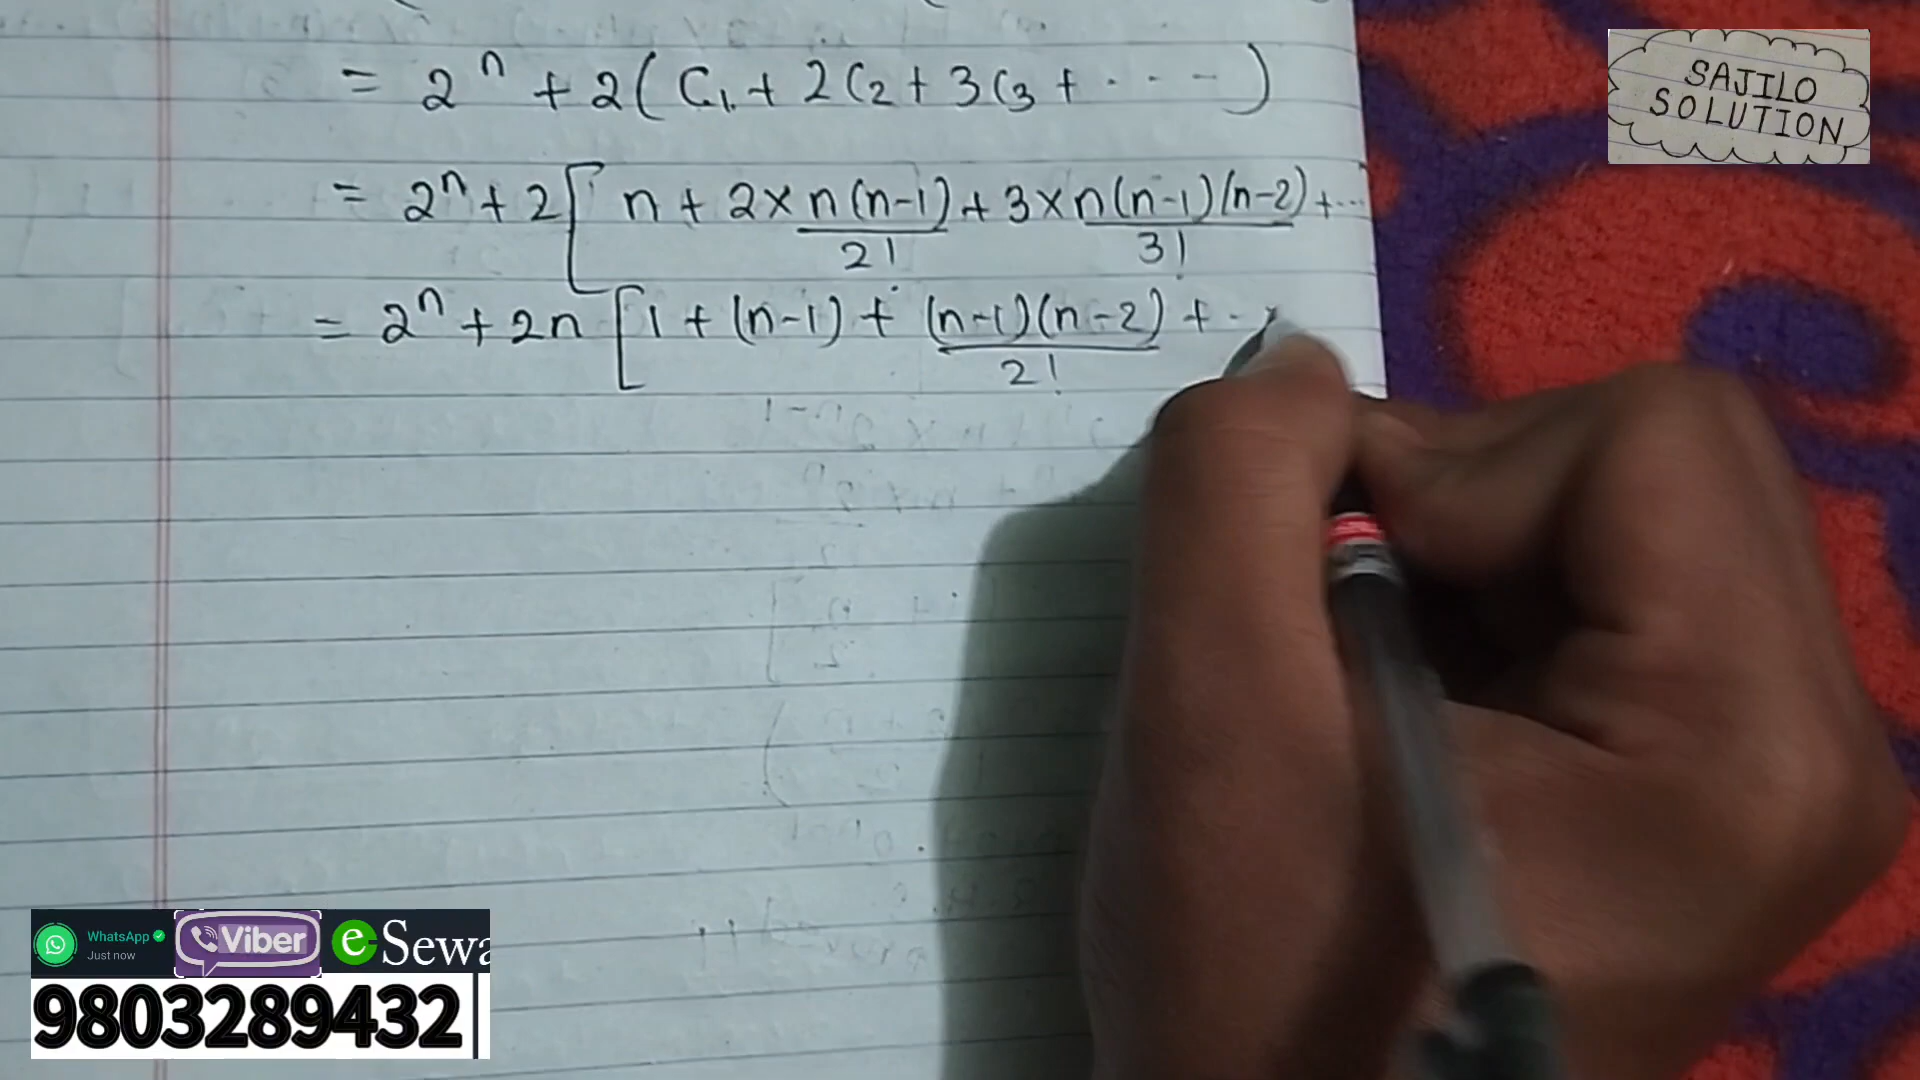 = 2^n + 2(C₁ + 2C₂ + 3C₃ + ... )
= 2^n + 2[ n + 2 × n(n-1)/2! + 3 × n(n-1)(n-2)/3! + ...
= 2^n + 2n [1 + (n-1) + (n-1)(n-2)/2! + ..
SAJILO
SOLUTION
WhatsApp
Just now
Viber
e-Sewa
9803289432